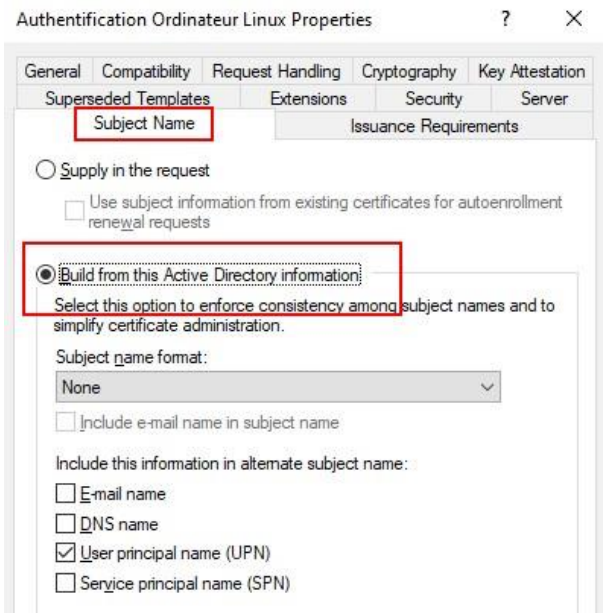 Authentification Ordinateur Linux Properties ? ×
General Compatibility Request Handling Cryptography Key Attestation
Superseded Templates Extensions Security Server
Subject Name Issuance Requirements
Supply in the request
Use subject information from existing certificates for autoenrollment
renewal requests
Build from this Active Directory information
Select this option to enforce consistency among subject names and to
simplify certificate administration.
Subject name format:
None
Include e-mail name in subject name
Include this information in alternate subject name:
E-mail name
DNS name
User principal name (UPN)
Service principal name (SPN)